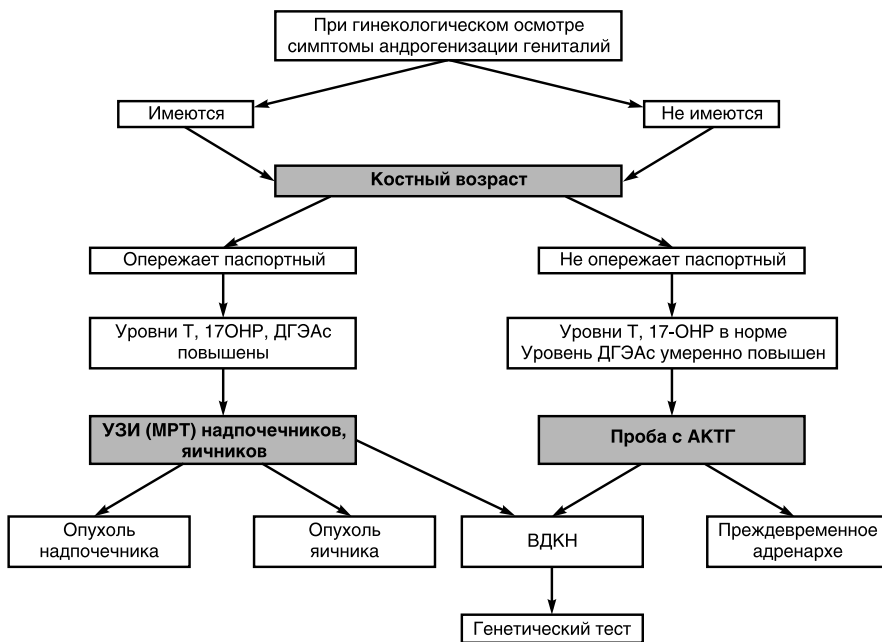 При гинекологическом осмотре
симптомы андрогенизации гениталий
Имеются
Не имеются
Костный возраст
Опережает паспортный
Не опережает паспортный
Уровни Т, 17ОНР, ДГЭАс
повышены
Уровни Т, 17-ОНР в норме
Уровень ДГЭАс умеренно повышен
УЗИ (МРТ) надпочечников,
яичников
Проба с АКТГ
Опухоль
надпочечника
Опухоль
яичника
ВДКН
Преждевременное
адренархе
Генетический тест